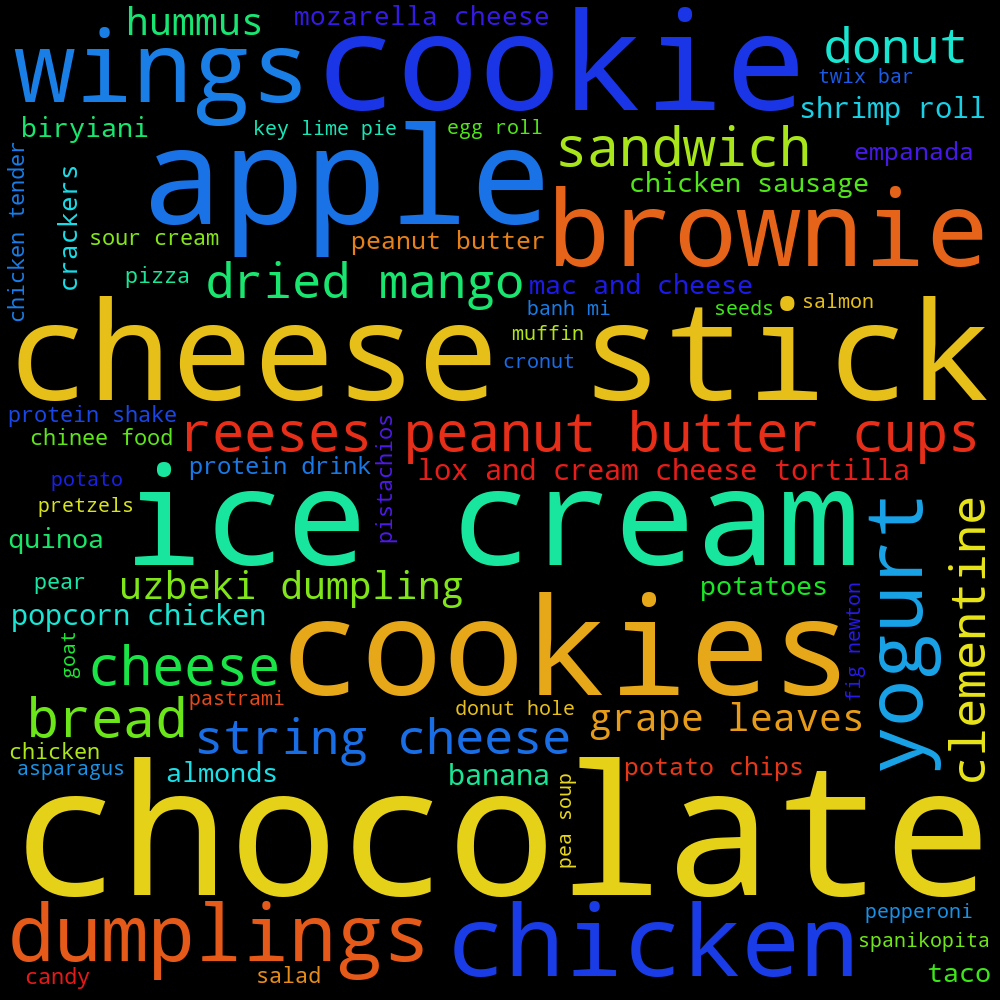 hummus
mozarella cheese
wings
cookie
donut
twix bar
shrimp roll
biryiani
key lime pie
egg roll
apple
sandwich
empanada
chicken tender
crackers
chicken sausage
brownie
sour cream
peanut butter
pizza
dried mango
mac and cheese
banh mi
seeds
salmon
muffin
cronut
cheese stick
protein shake
chinee food
reeses peanut butter cups
pistachios
protein drink
lox and cream cheese tortilla
potato
pretzels
ice cream
quinoa
yogurt
clementine
pear
uzbeki dumpling
potatoes
popcorn chicken
cookies
fig newton
goat
cheese
pastrami
bread
donut hole
grape leaves
string cheese
chicken
asparagus
almonds
banana
potato chips
pea soup
chocolate
dumplings
chicken
pepperoni
spanikopita
candy
salad
taco